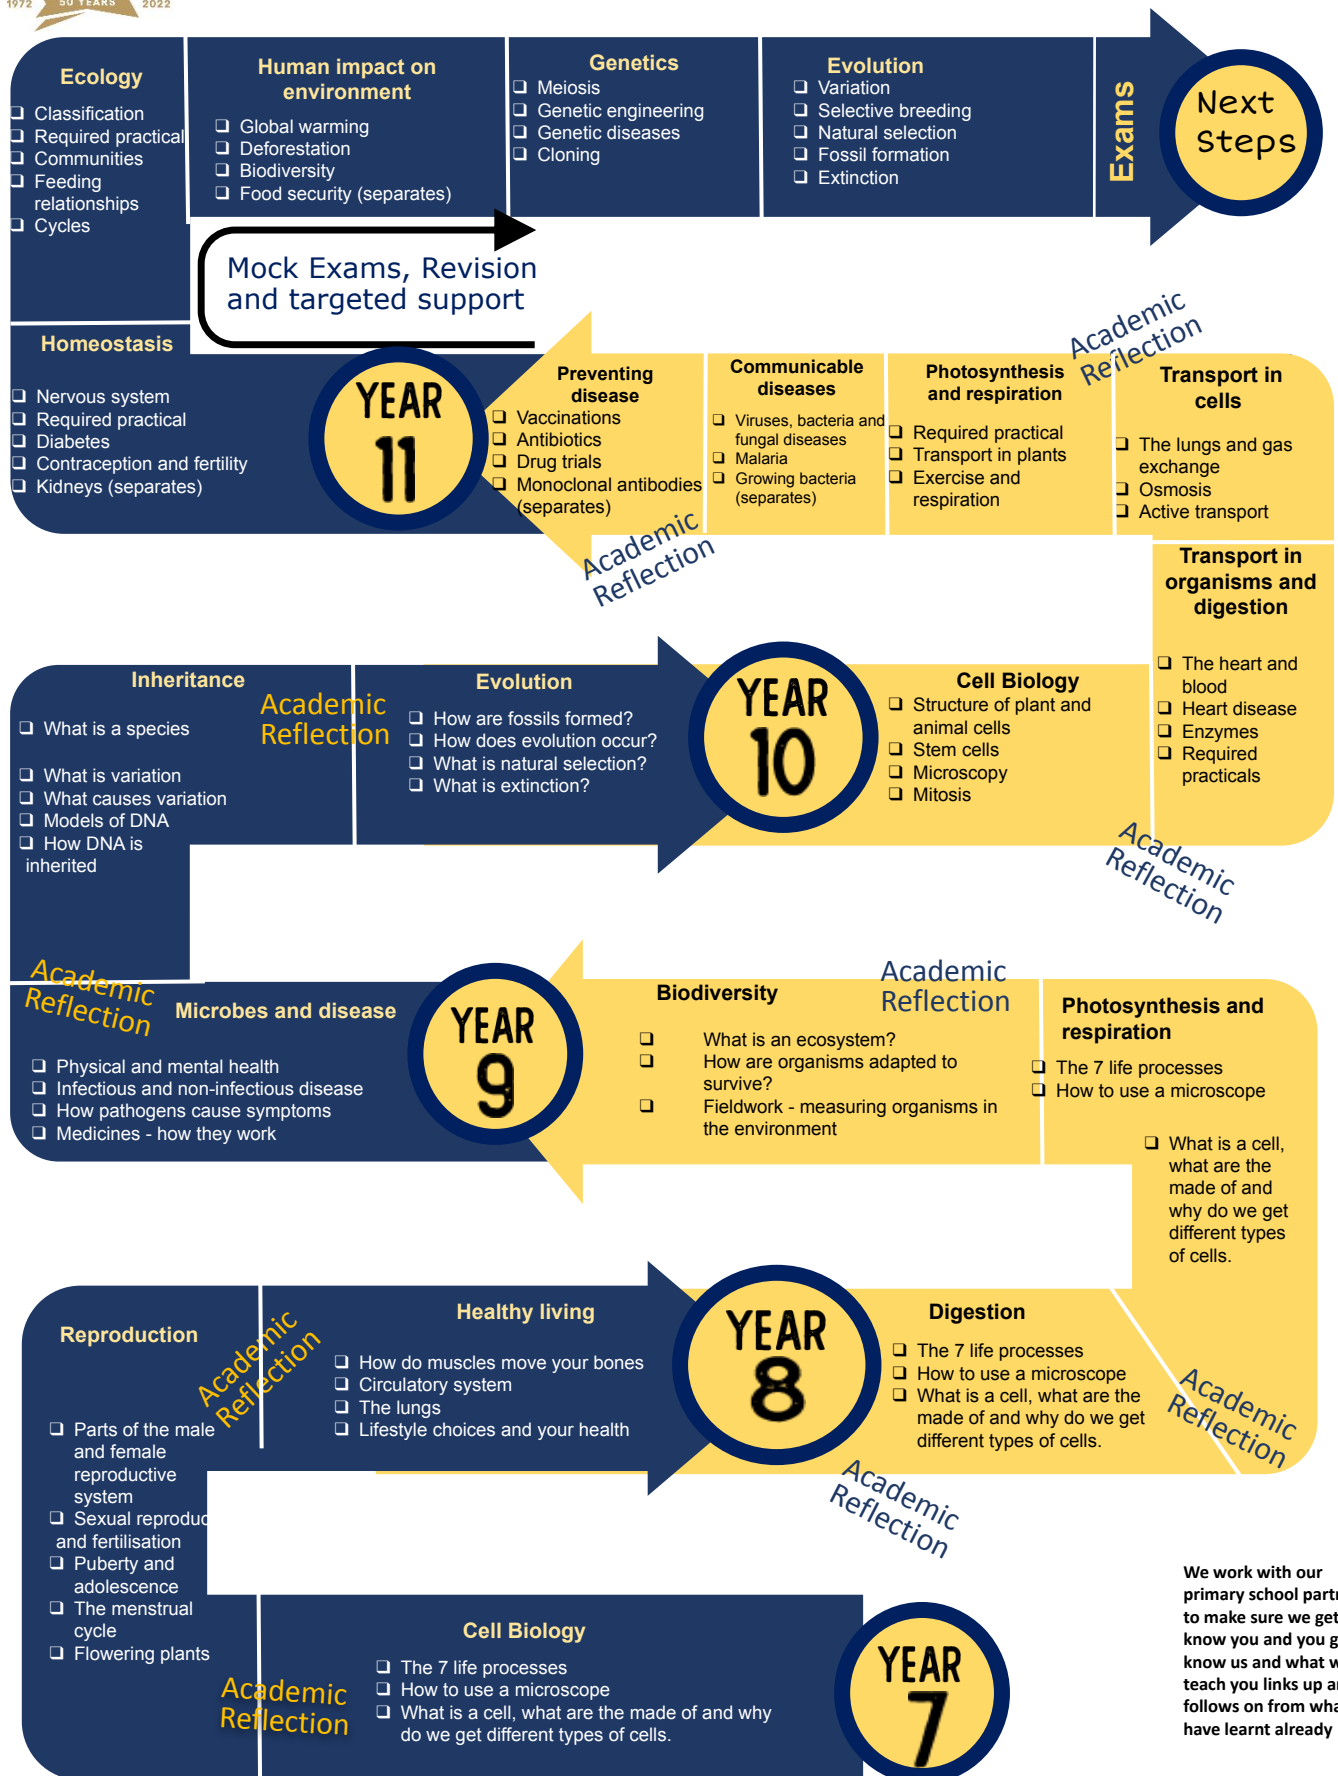 1972
50 YEARS
2022
Ecology
❑ Classification
❑ Required practical
❑ Communities
❑ Feeding
relationships
❑ Cycles
Human impact on
environment
❑ Global warming
❑ Deforestation
❑ Biodiversity
❑ Food security (separates)
Genetics
❑ Meiosis
❑ Genetic engineering
❑ Genetic diseases
❑ Cloning
Evolution
❑ Variation
❑ Selective breeding
❑ Natural selection
❑ Fossil formation
❑ Extinction
Exams
Next
Steps
Mock Exams, Revision
and targeted support
Homeostasis
❑ Nervous system
❑ Required practical
❑ Diabetes
❑ Contraception and fertility
❑ Kidneys (separates)
YEAR
11
Preventing
disease
❑ Vaccinations
❑ Antibiotics
❑ Drug trials
❑ Monoclonal antibodies
(separates)
Academic
Reflection
Communicable
diseases
❑ Viruses, bacteria and
fungal diseases
❑ Malaria
❑ Growing bacteria
(separates)
Photosynthesis
and respiration
❑ Required practical
❑ Transport in plants
❑ Exercise and
respiration
Academic
Reflection
Transport in
cells
❑ The lungs and gas
exchange
❑ Osmosis
❑ Active transport
Transport in
organisms and
digestion
❑ The heart and
blood
❑ Heart disease
❑ Enzymes
❑ Required
practicals
Inheritance
❑ What is a species
❑ What is variation
❑ What causes variation
❑ Models of DNA
❑ How DNA is
inherited
Academic
Reflection
Evolution
❑ How are fossils formed?
❑ How does evolution occur?
❑ What is natural selection?
❑ What is extinction?
YEAR
10
Cell Biology
❑ Structure of plant and
animal cells
❑ Stem cells
❑ Microscopy
❑ Mitosis
Academic
Reflection
Academic
Reflection
Microbes and disease
❑ Physical and mental health
❑ Infectious and non-infectious disease
❑ How pathogens cause symptoms
❑ Medicines - how they work
YEAR
9
Biodiversity
❑ What is an ecosystem?
❑ How are organisms adapted to
survive?
❑ Fieldwork - measuring organisms in
the environment
Academic
Reflection
Photosynthesis and
respiration
❑ The 7 life processes
❑ How to use a microscope
❑ What is a cell,
what are the
made of and
why do we get
different types
of cells.
Reproduction
❑ Parts of the male
and female
reproductive
system
❑ Sexual reproduc
and fertilisation
❑ Puberty and
adolescence
❑ The menstrual
cycle
❑ Flowering plants
Academic
Reflection
Healthy living
❑ How do muscles move your bones
❑ Circulatory system
❑ The lungs
❑ Lifestyle choices and your health
YEAR
8
Digestion
❑ The 7 life processes
❑ How to use a microscope
❑ What is a cell, what are the
made of and why do we get
different types of cells.
Academic
Reflection
Academic
Reflection
Academic
Reflection
Cell Biology
❑ The 7 life processes
❑ How to use a microscope
❑ What is a cell, what are the made of and why
do we get different types of cells.
YEAR
7
We work with our
primary school partn
to make sure we get
know you and you g
know us and what w
teach you links up a
follows on from wha
have learnt already